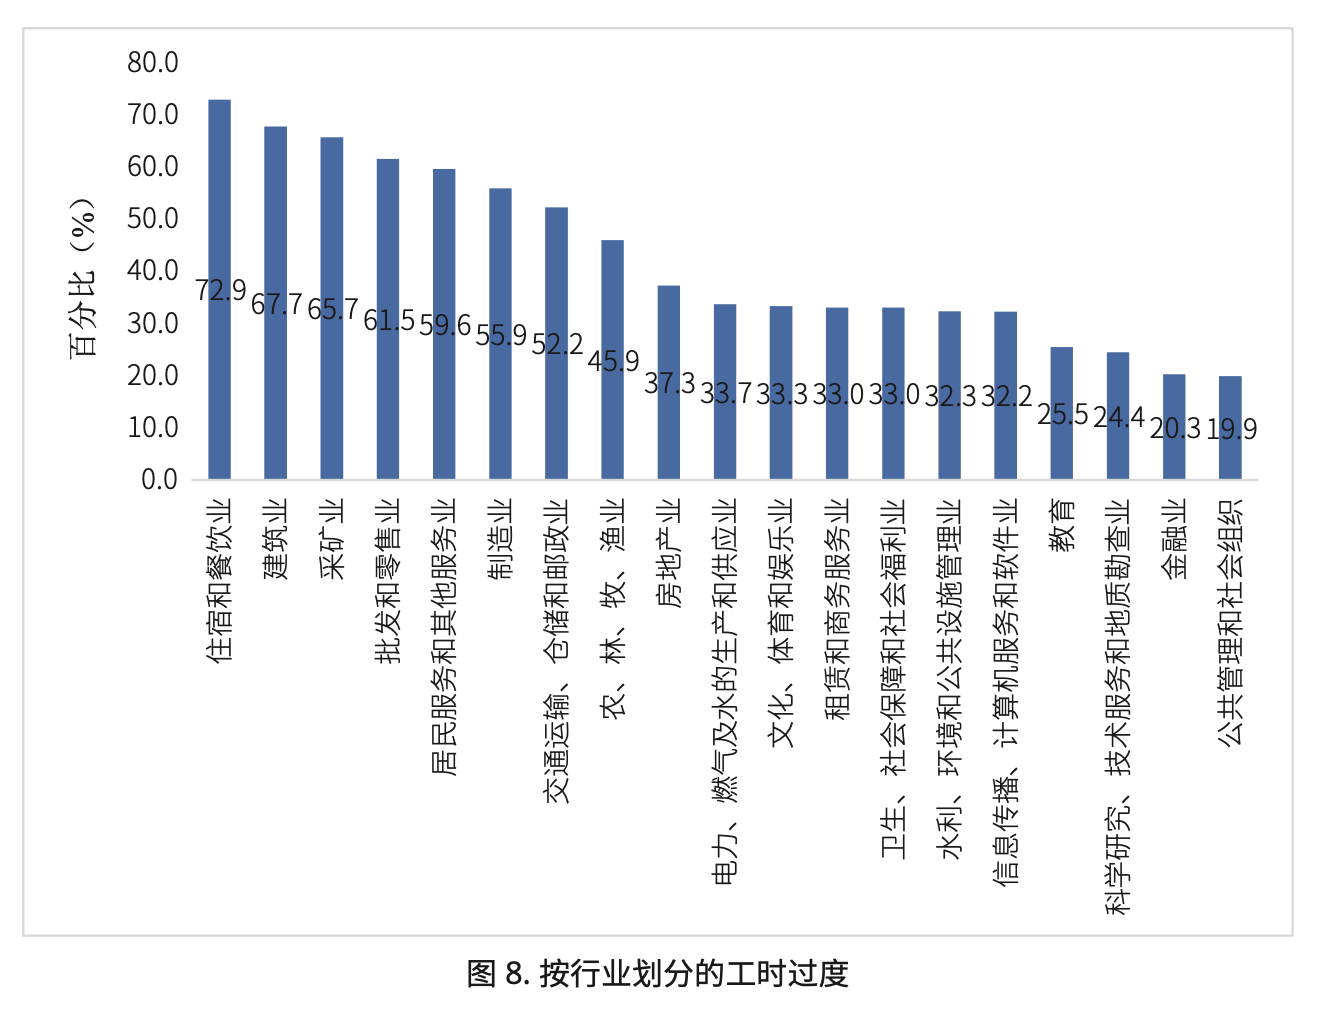 80.0
70.0
60.0
50.0
40.0
30.0
20.0
10.0
0.0
百分比（%）
72.9
67.7
65.7
61.5
59.6
55.9
52.2
45.9
37.3
33.7
33.3
33.0
33.0
32.3
32.2
25.5
24.4
20.3
19.9
住宿和餐饮业
建筑业
采矿业
批发和零售业
居民服务和其他服务业
制造业
交通运输、仓储和邮政业
农、林、牧、渔业
房地产业
电力、燃气及水的生产和供应业
文化、体育和娱乐业
租赁和商务服务业
卫生、社会保障和社会福利业
水利、环境和公共设施管理业
信息传播、计算机服务和软件业
教育
科学研究、技术服务和地质勘查业
金融业
公共管理和社会组织
图 8. 按行业划分的工时过度